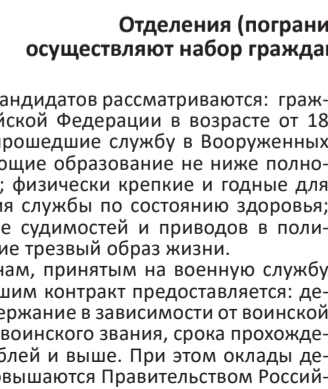 Отделения (пограни
осуществляют набор граждан
андидатов рассматриваются: граж-
йской Федерации в возрасте от 18
прошедшие службу в Вооруженных
ющие образование не ниже полно-
; физически крепкие и годные для
ия службы по состоянию здоровья;
е судимостей и приводов в поли-
ие трезвый образ жизни.
нам, принятым на военную службу
шим контракт предоставляется: де-
ержание в зависимости от воинской
воинского звания, срока прохожде-
блей и выше. При этом оклады де-
овышаются Правительством Россий-